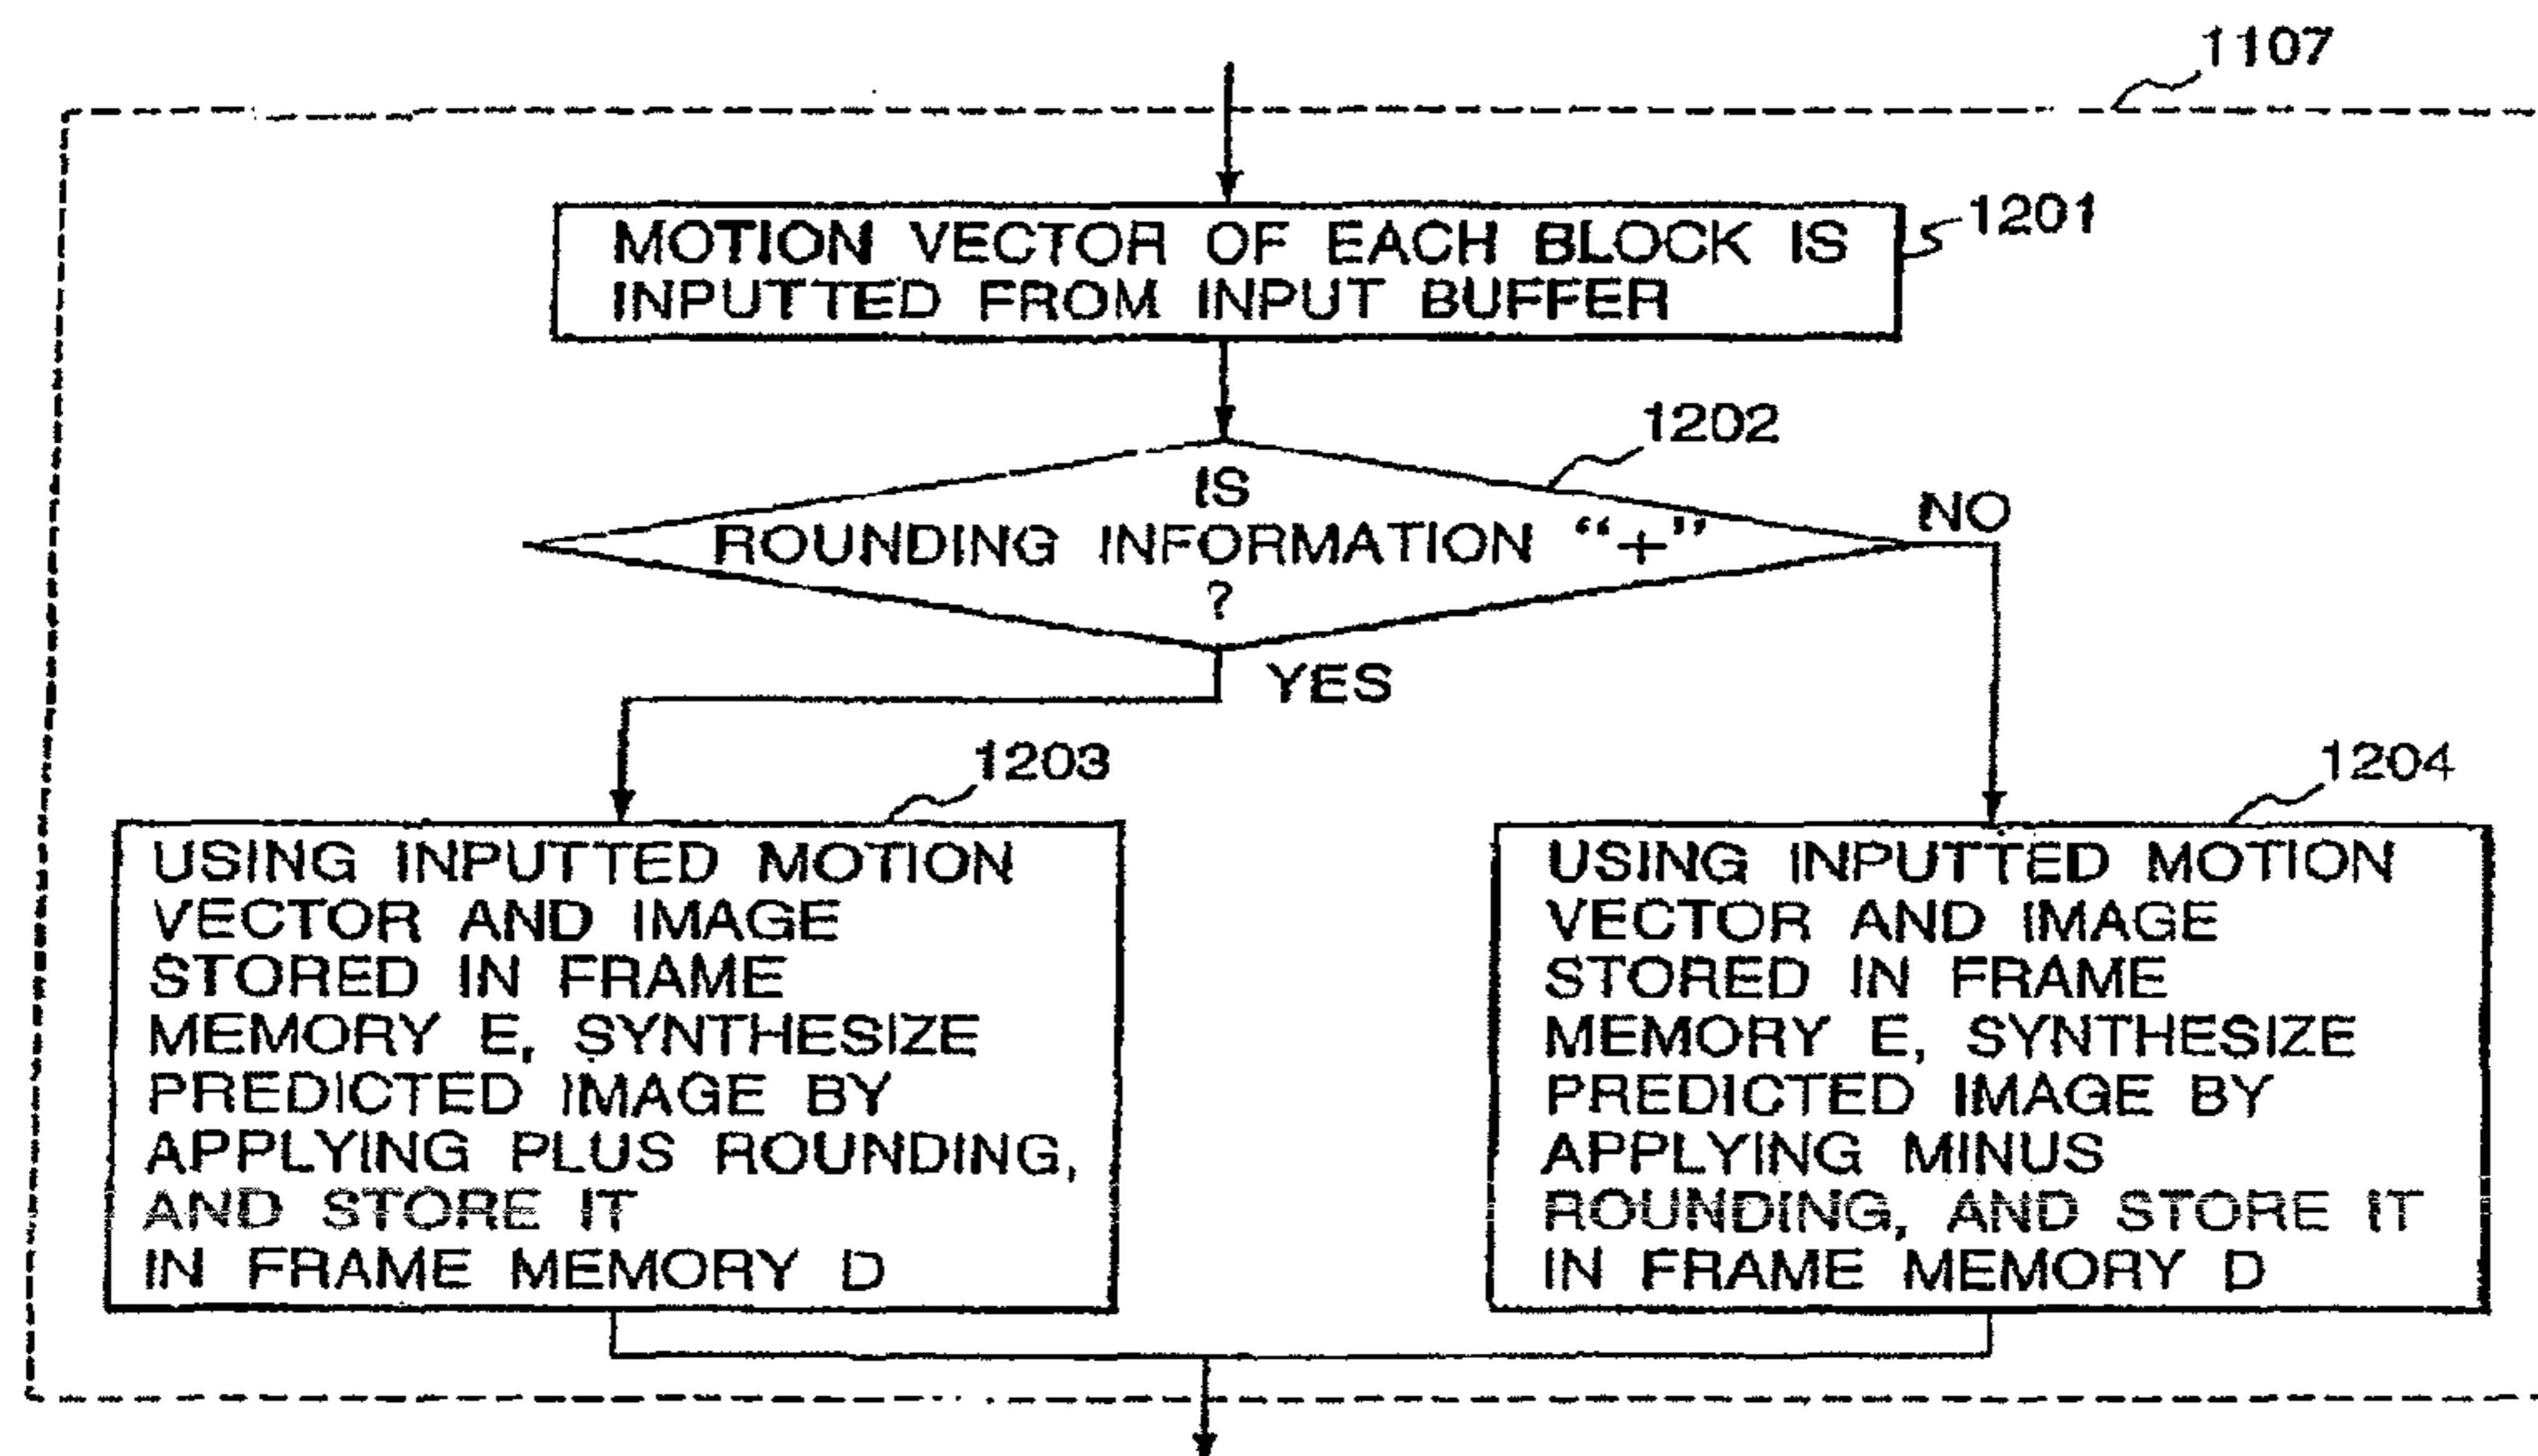 1107
MOTION VECTOR OF EACH BLOCK IS
INPUTTED FROM INPUT BUFFER
1201
1202
IS
ROUNDING INFORMATION “+”
?
NO
YES
1203
1204
USING INPUTTED MOTION
VECTOR AND IMAGE
STORED IN FRAME
MEMORY E, SYNTHESIZE
PREDICTED IMAGE BY
APPLYING PLUS ROUNDING,
AND STORE IT
IN FRAME MEMORY D
USING INPUTTED MOTION
VECTOR AND IMAGE
STORED IN FRAME
MEMORY E, SYNTHESIZE
PREDICTED IMAGE BY
APPLYING MINUS
ROUNDING, AND STORE IT
IN FRAME MEMORY D